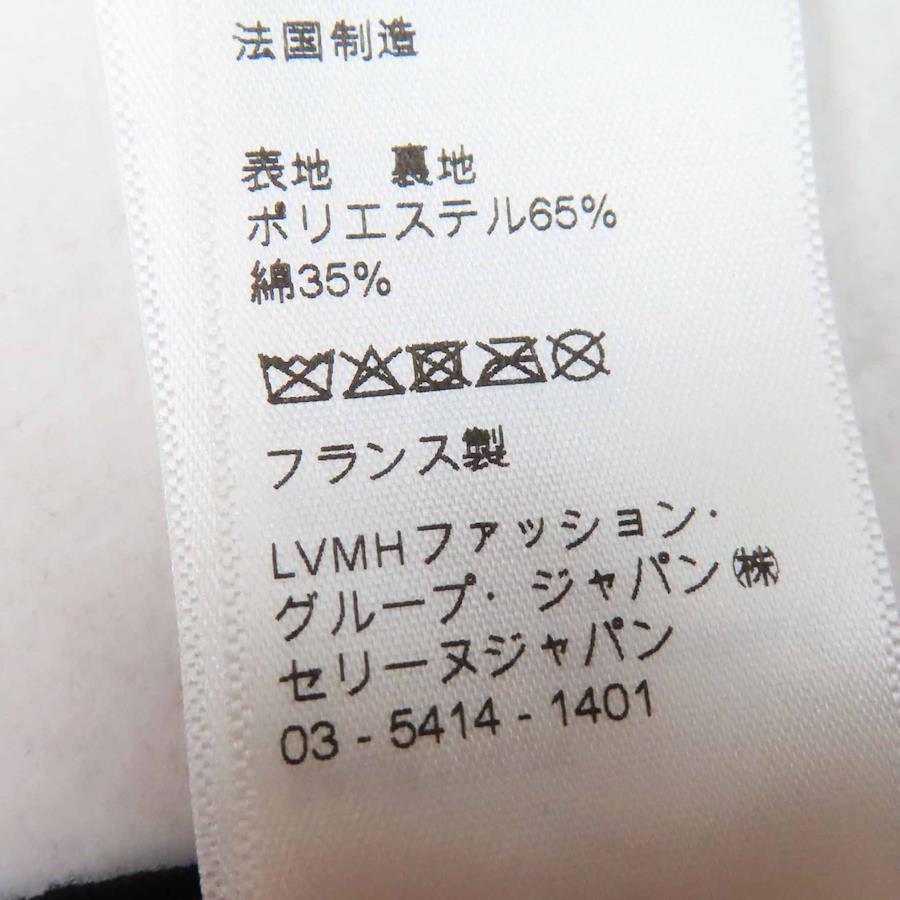 法国制造
表地　裏地
ポリエステル65%
綿35%
フランス製
LVMHファッション・
グループ・ジャパン㈱
セリーヌジャパン
03 - 5414 - 1401